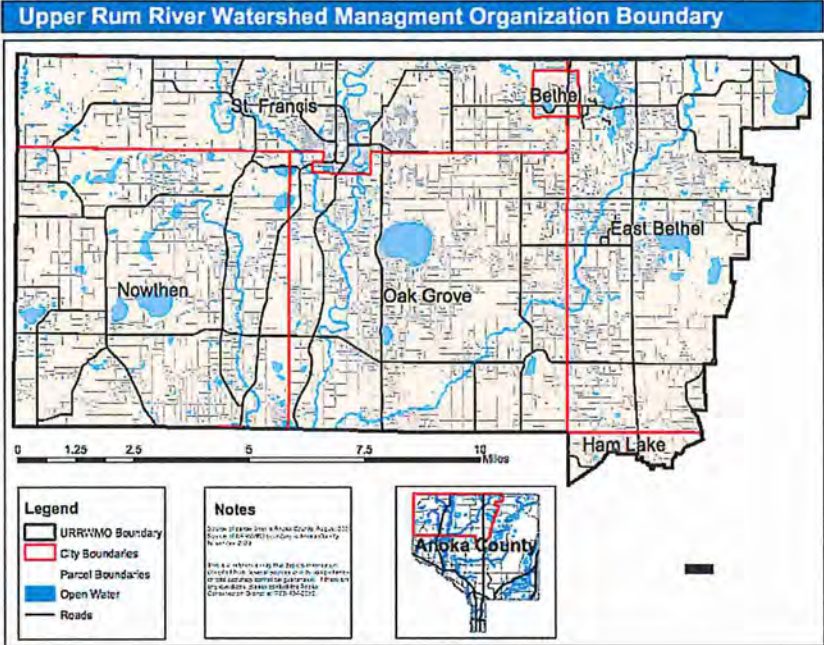 Upper Rum River Watershed Managment Organization Boundary
St. Francis
Bethel
East Bethel
Nowthen
Oak Grove
Ham Lake
0 1.25 2.5 5 7.5 10
Miles
Legend
URRWMO Boundary
City Boundaries
Parcel Boundaries
Open Water
Roads
Notes
Anoka County